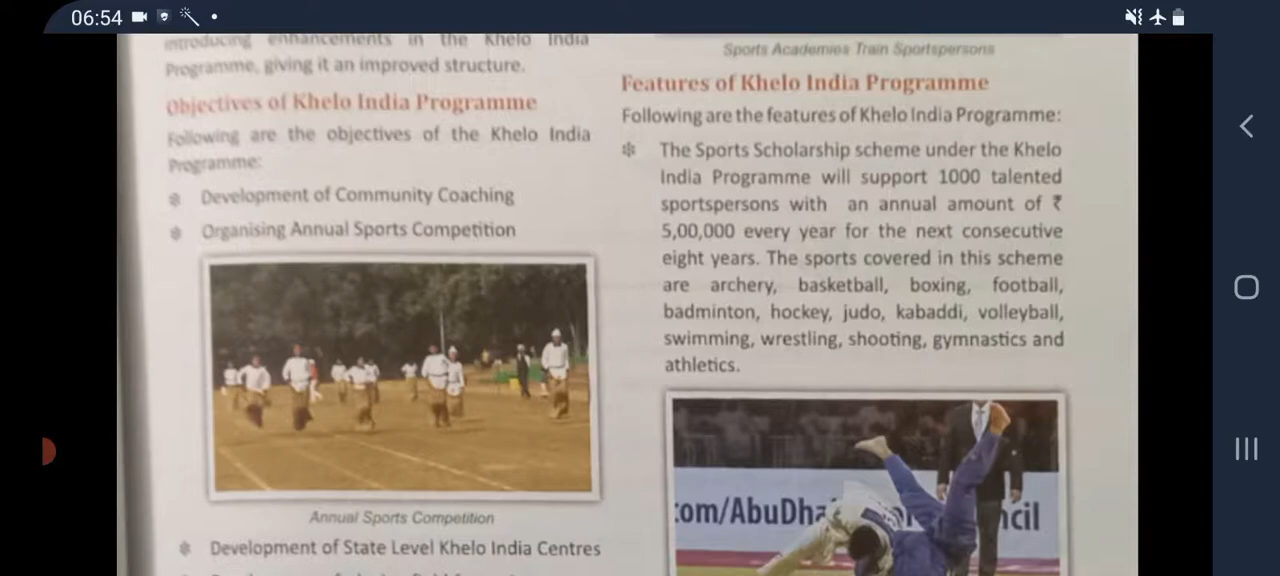 06:54
introducing enhancements in the Khelo India
Programme, giving it an improved structure.
Objectives of Khelo India Programme
Following are the objectives of the Khelo India
Programme:
Development of Community Coaching
Organising Annual Sports Competition
Annual Sports Competition
Development of State Level Khelo India Centres
Sports Academies Train Sportspersons
Features of Khelo India Programme
Following are the features of Khelo India Programme:
The Sports Scholarship scheme under the Khelo
India Programme will support 1000 talented
sportspersons with an annual amount of ₹
5,00,000 every year for the next consecutive
eight years. The sports covered in this scheme
are archery, basketball, boxing, football,
badminton, hockey, judo, kabaddi, volleyball,
swimming, wrestling, shooting, gymnastics and
athletics.
com/AbuDha
ncil